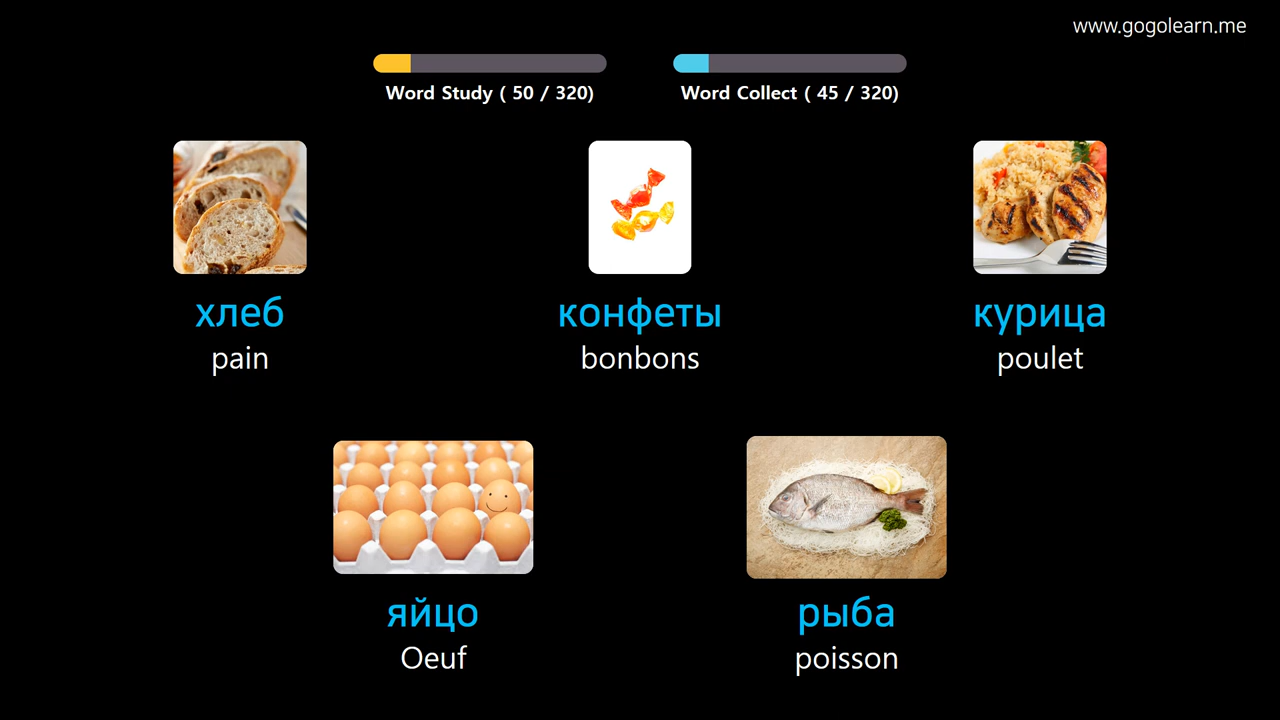 www.gogolearn.me
Word Study ( 50 / 320)
Word Collect ( 45 / 320)
хлеб
pain
конфеты
bonbons
курица
poulet
яйцо
Oeuf
рыба
poisson